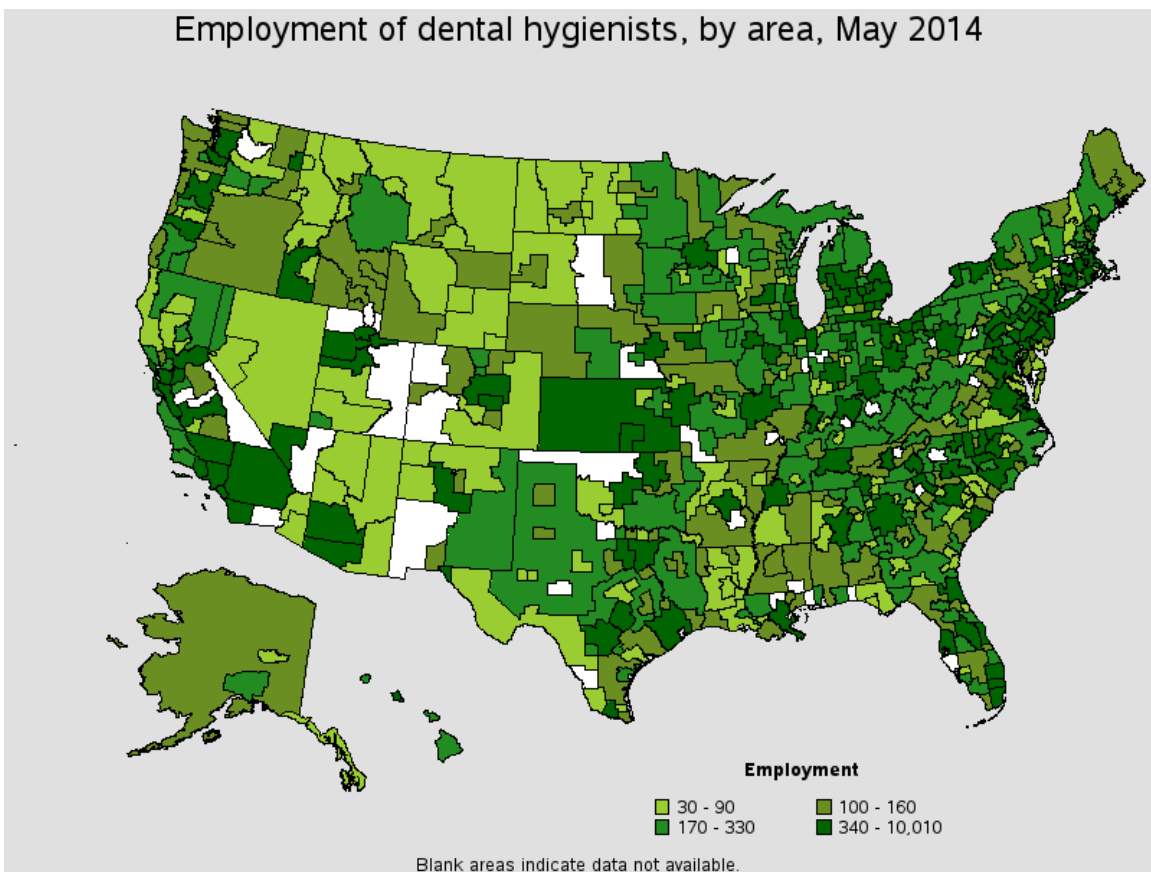 Employment of dental hygienists, by area, May 2014
Employment
30 - 90
100 - 160
170 - 330
340 - 10,010
Blank areas indicate data not available.